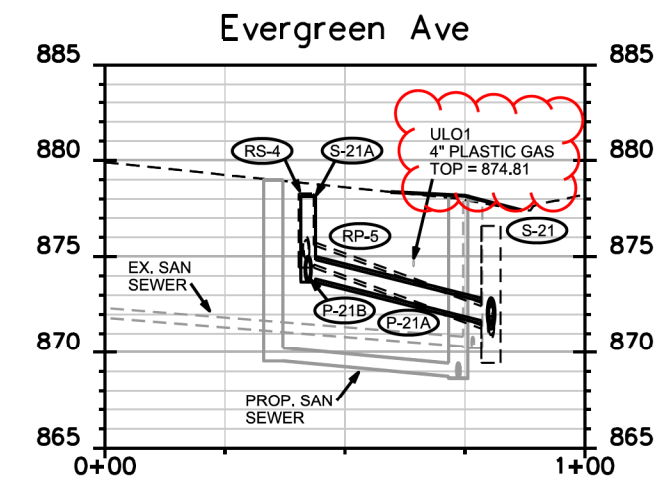 Evergreen Ave
885 885
ULO1
4" PLASTIC GAS
TOP = 874.81
880 880
RS-4 S-21A
S-21
RP-5
875 875
EX. SAN
SEWER
P-21B P-21A
870 870
PROP. SAN
SEWER
865 865
0+00 1+00